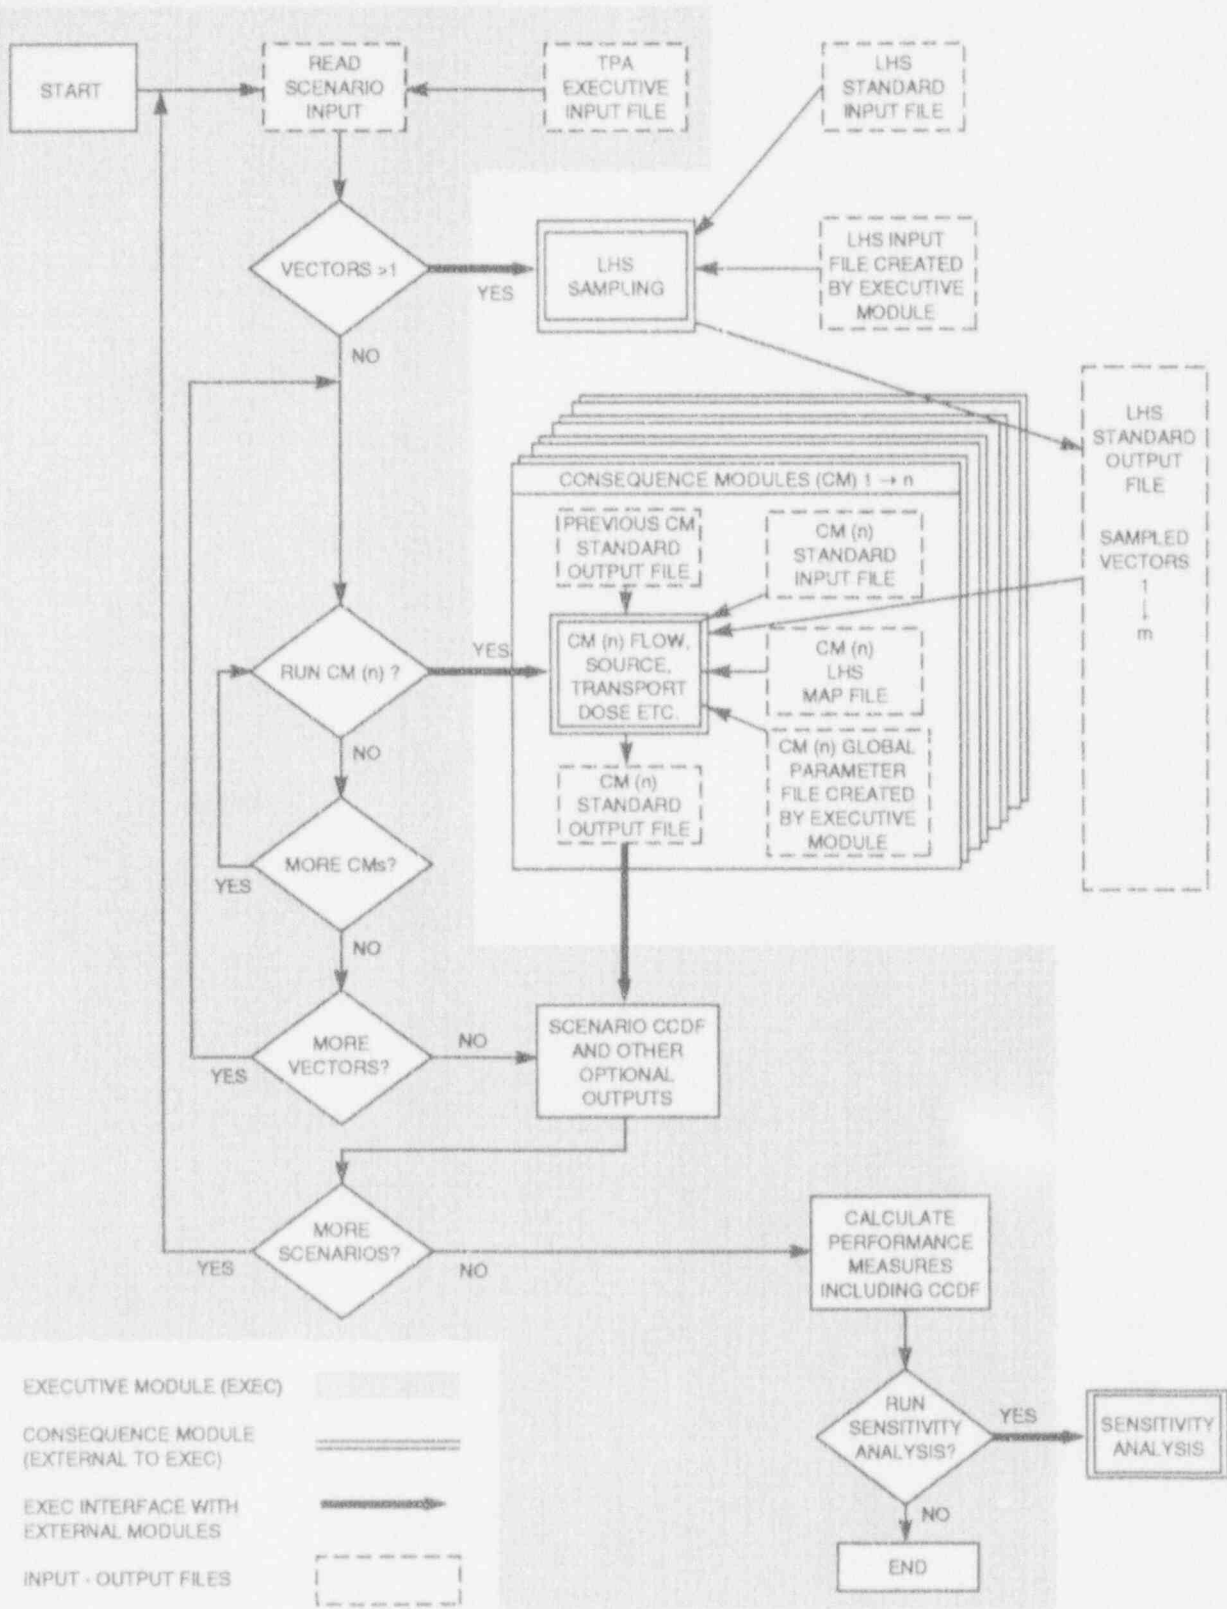 START
READ
SCENARIO
INPUT
TPA
EXECUTIVE
INPUT FILE
LHS
STANDARD
INPUT FILE
VECTORS >1
YES
NO
LHS
SAMPLING
LHS INPUT
FILE CREATED
BY EXECUTIVE
MODULE
LHS
STANDARD
OUTPUT
FILE
SAMPLED
VECTORS
1
↓
m
CONSEQUENCE MODULES (CM) 1 → n
PREVIOUS CM
STANDARD
OUTPUT FILE
CM (n)
STANDARD
INPUT FILE
RUN CM (n) ?
YES
NO
CM (n) FLOW,
SOURCE,
TRANSPORT
DOSE ETC.
CM (n)
LHS
MAP FILE
CM (n)
STANDARD
OUTPUT FILE
CM (n) GLOBAL
PARAMETER
FILE CREATED
BY EXECUTIVE
MODULE
MORE CMs?
YES
NO
MORE
VECTORS?
YES
NO
SCENARIO CCDF
AND OTHER
OPTIONAL
OUTPUTS
MORE
SCENARIOS?
YES
NO
CALCULATE
PERFORMANCE
MEASURES
INCLUDING CCDF
RUN
SENSITIVITY
ANALYSIS?
YES
NO
SENSITIVITY
ANALYSIS
END
EXECUTIVE MODULE (EXEC)
CONSEQUENCE MODULE
(EXTERNAL TO EXEC)
EXEC INTERFACE WITH
EXTERNAL MODULES
INPUT - OUTPUT FILES